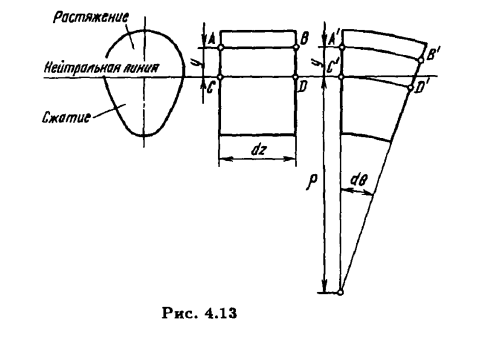 Растяжение
Нейтральная линия
Сжатие
A
B
y
C
D
dz
A'
B'
y
C'
D'
ρ
dθ
Рис. 4.13